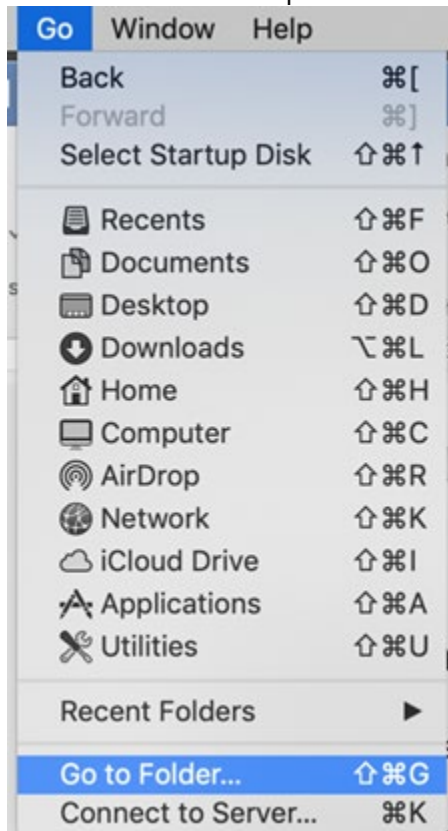 Go Window Help
Back ⌘[
Forward ⌘]
Select Startup Disk ⇧⌘↑
Recents ⇧⌘F
Documents ⇧⌘O
Desktop ⇧⌘D
Downloads ⌥⌘L
Home ⇧⌘H
Computer ⇧⌘C
AirDrop ⇧⌘R
Network ⇧⌘K
iCloud Drive ⇧⌘I
Applications ⇧⌘A
Utilities ⇧⌘U
Recent Folders ▶
Go to Folder... ⇧⌘G
Connect to Server... ⌘K